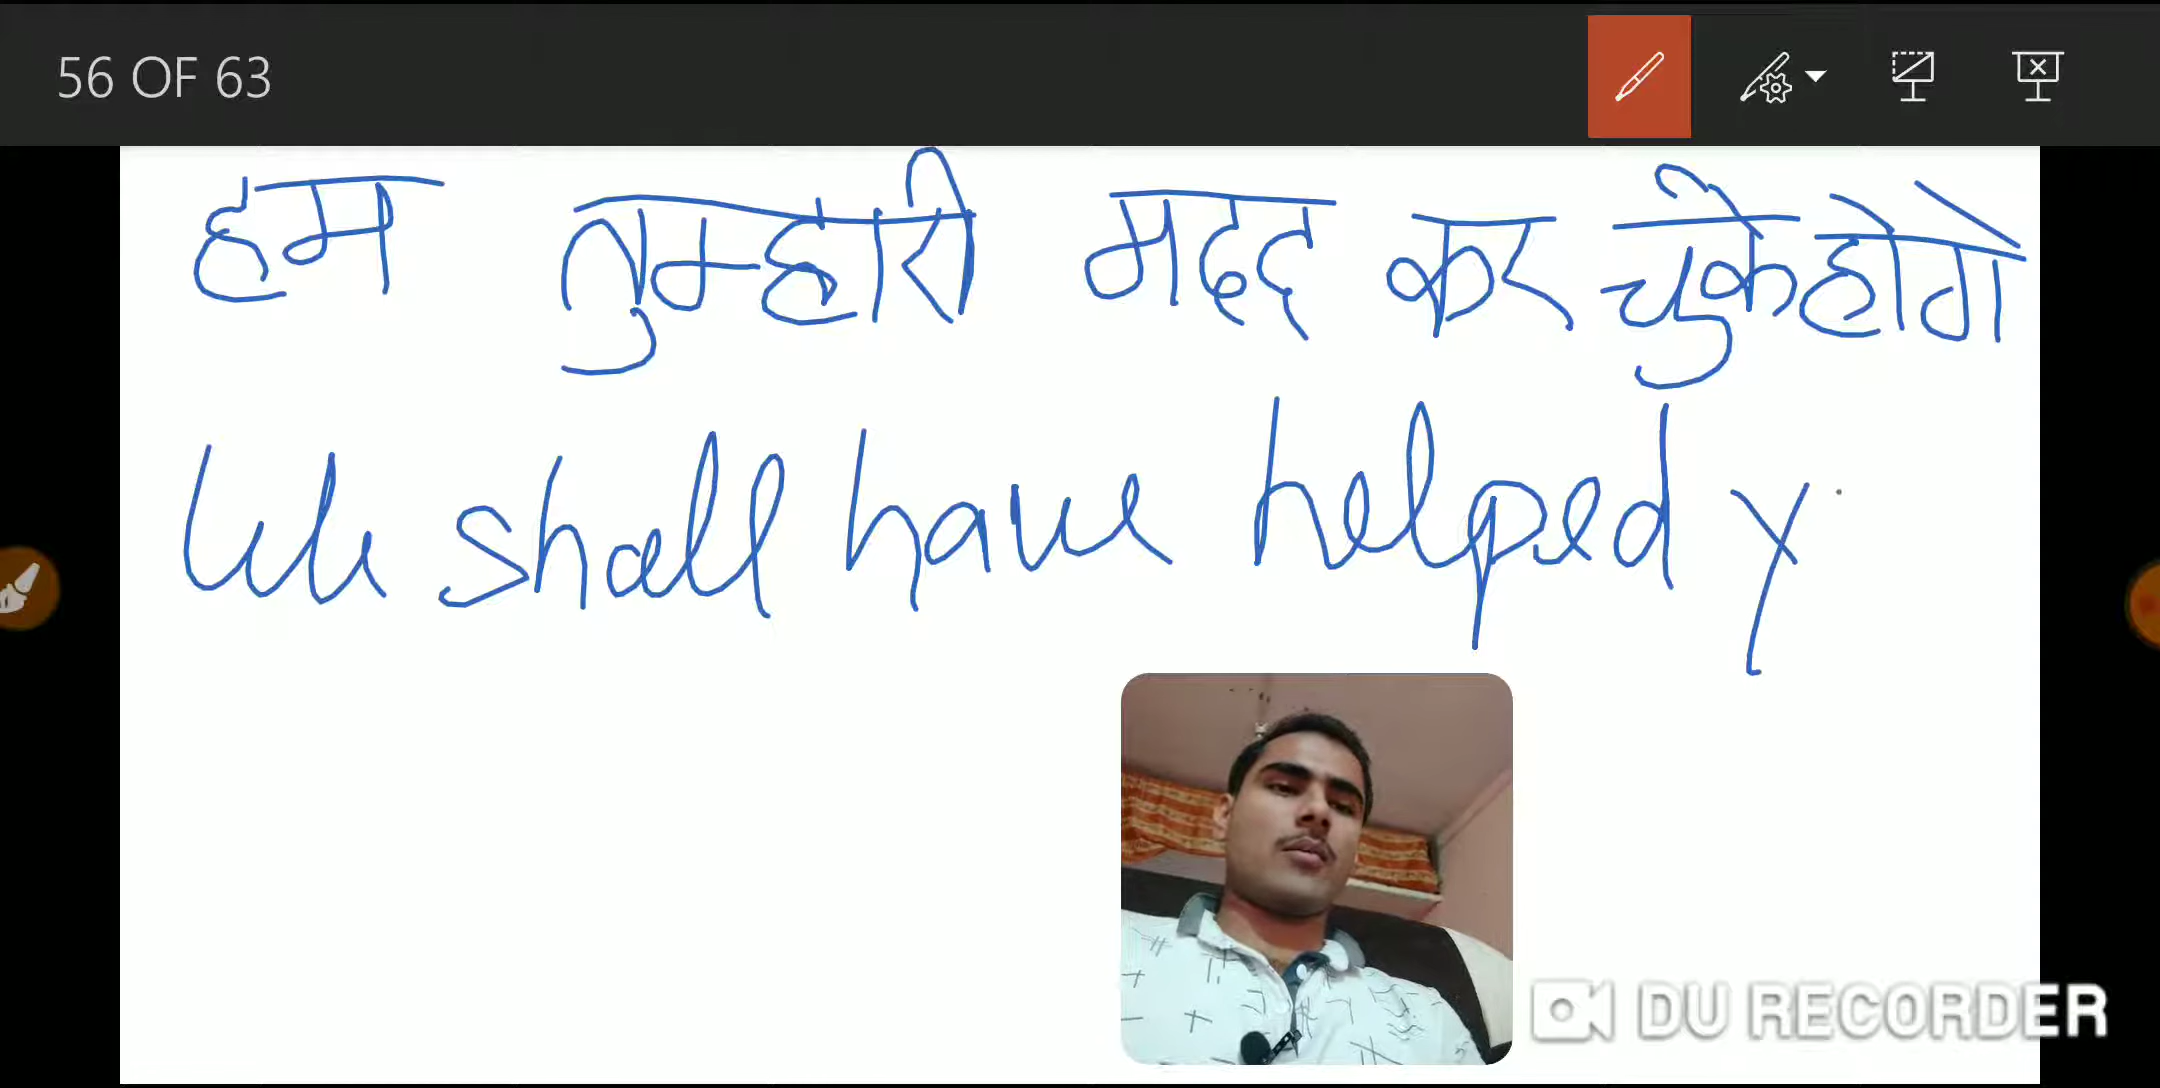 56 OF 63
हम तुम्हारी मदद कर चुके होगे
We shall have helped y
DU RECORDER